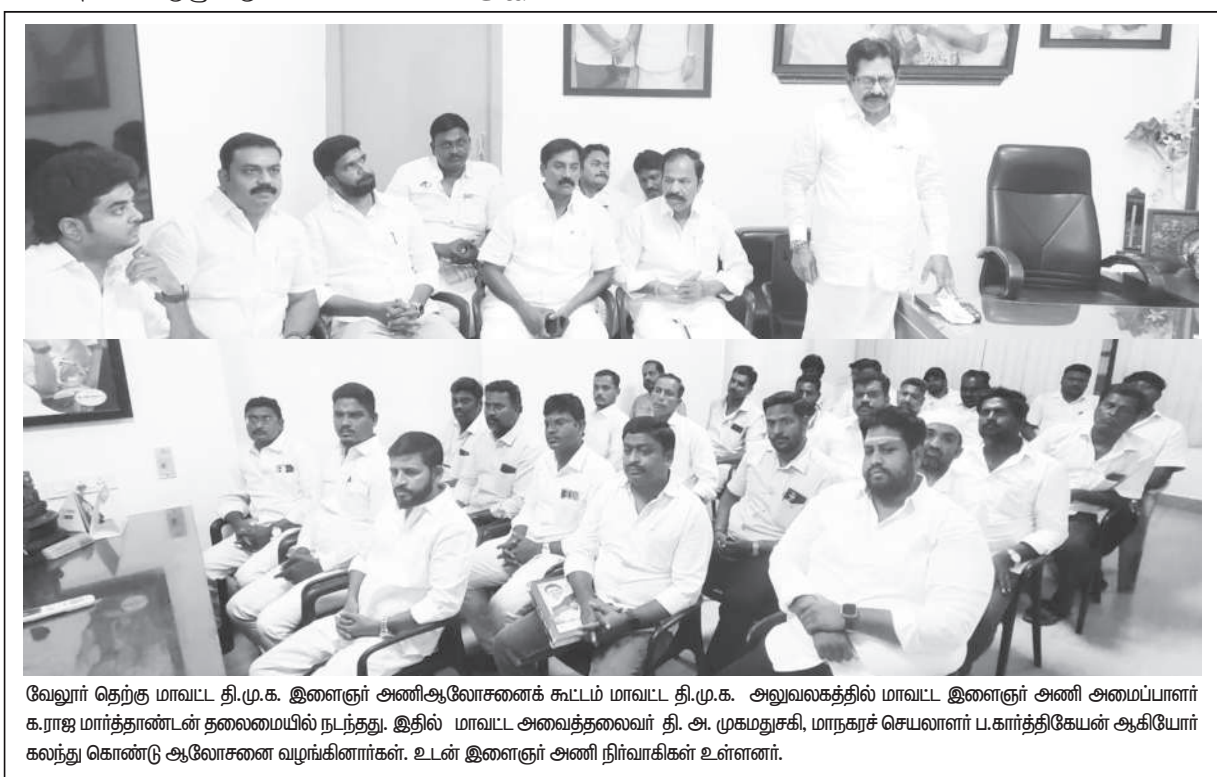 வேலூர் தெற்கு மாவட்ட தி.மு.க. இளைஞர் அணிஆலோசனைக் கூட்டம் மாவட்ட தி.மு.க. அலுவலகத்தில் மாவட்ட இளைஞர் அணி அமைப்பாளர்
க.ராஜ மார்த்தாண்டன் தலைமையில் நடந்தது. இதில் மாவட்ட அவைத்தலைவர் தி. அ. முகமதுசகி, மாநகரச் செயலாளர் ப.கார்த்திகேயன் ஆகியோர்
கலந்து கொண்டு ஆலோசனை வழங்கினார்கள். உடன் இளைஞர் அணி நிர்வாகிகள் உள்ளனர்.